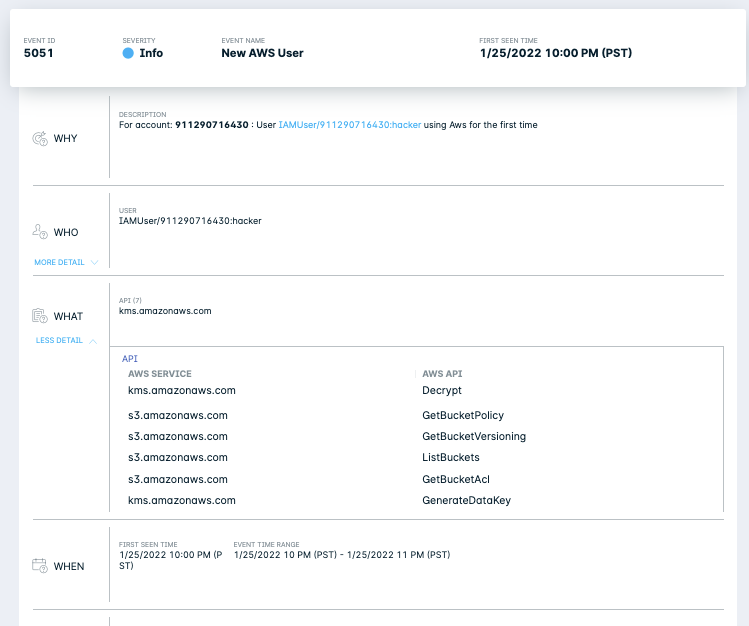 EVENT ID SEVERITY EVENT NAME FIRST SEEN TIME
5051 Info New AWS User 1/25/2022 10:00 PM (PST)
WHY
DESCRIPTION
For account: 911290716430 : User IAMUser/911290716430:hacker using Aws for the first time
WHO
MORE DETAIL
USER
IAMUser/911290716430:hacker
WHAT
LESS DETAIL
API (7)
kms.amazonaws.com
API
AWS SERVICE AWS API
kms.amazonaws.com Decrypt
s3.amazonaws.com GetBucketPolicy
s3.amazonaws.com GetBucketVersioning
s3.amazonaws.com ListBuckets
s3.amazonaws.com GetBucketAcl
kms.amazonaws.com GenerateDataKey
WHEN
FIRST SEEN TIME EVENT TIME RANGE
1/25/2022 10:00 PM (P 1/25/2022 10 PM (PST) - 1/25/2022 11 PM (PST)
ST)